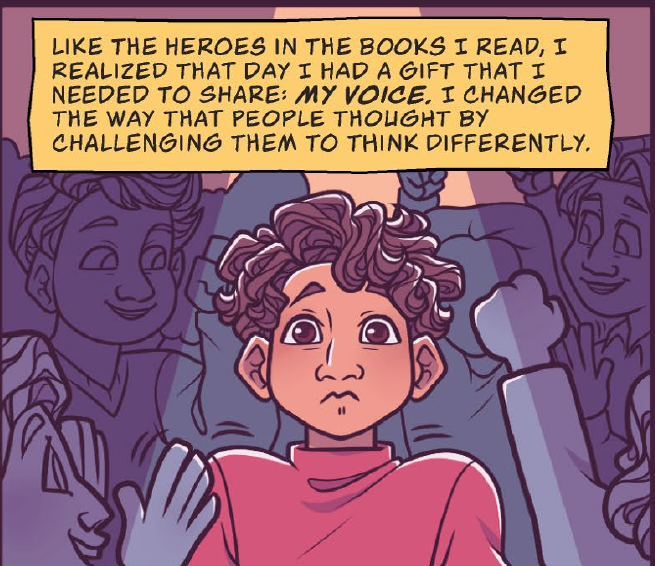 LIKE THE HEROES IN THE BOOKS I READ, I
REALIZED THAT DAY I HAD A GIFT THAT I
NEEDED TO SHARE: MY VOICE. I CHANGED
THE WAY THAT PEOPLE THOUGHT BY
CHALLENGING THEM TO THINK DIFFERENTLY.